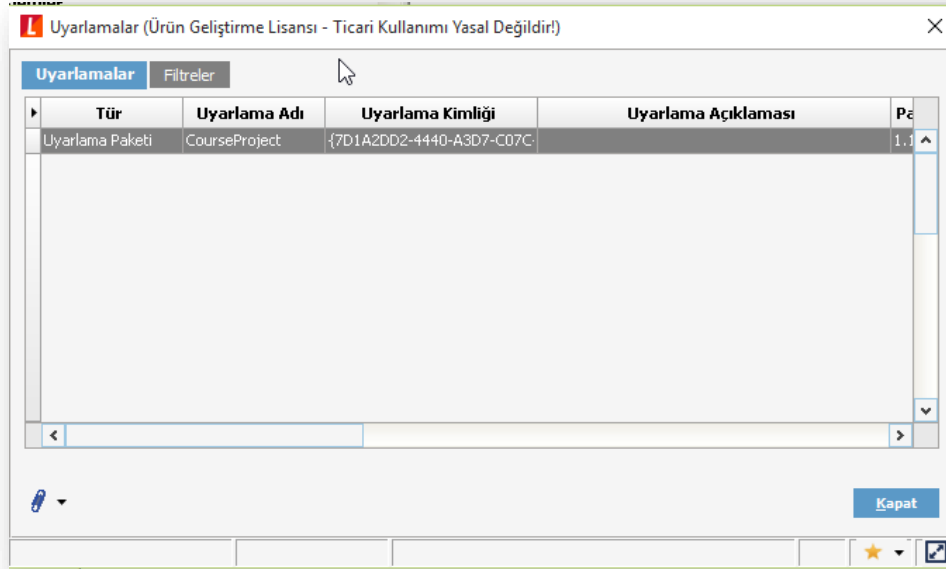 Uyarlamalar (Ürün Geliştirme Lisansı - Ticari Kullanımı Yasal Değildir!)
Uyarlamalar Filtreler
Tür Uyarlama Adı Uyarlama Kimliği Uyarlama Açıklaması
Uyarlama Paketi CourseProject {7D1A2DD2-4440-A3D7-C07C-
Kapat